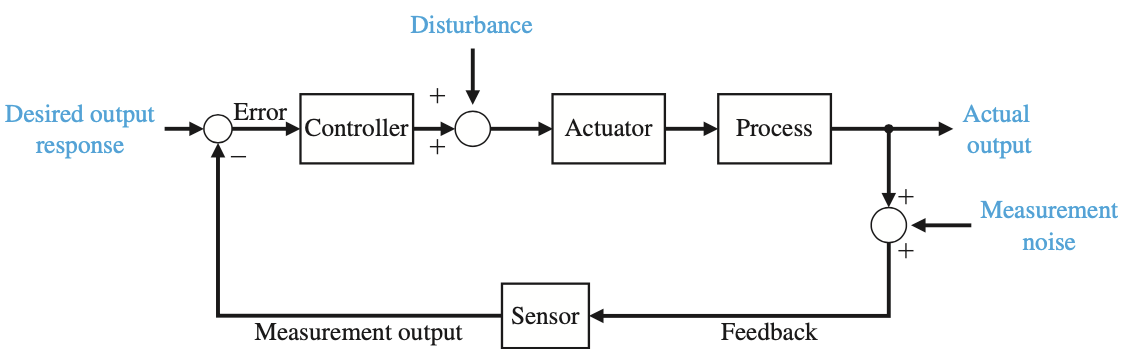 Disturbance
Desired output
response
Error
+
Controller
+
−
Actuator
Process
Actual
output
+
Measurement
noise
+
Sensor
Measurement output
Feedback